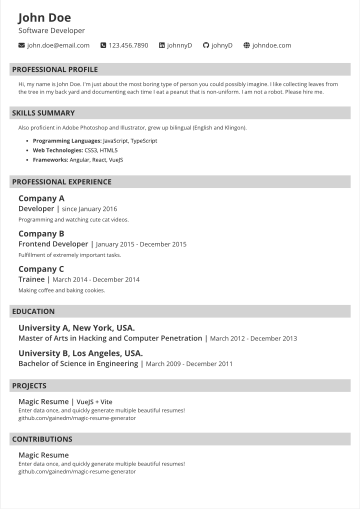 John Doe
Software Developer
john.doe@email.com 123.456.7890 johnnyD johnyD johndoe.com
PROFESSIONAL PROFILE
Hi, my name is John Doe. I'm just about the most boring type of person you could possibly imagine. I like collecting leaves from
the tree in my back yard and documenting each time I eat a peanut that is non-uniform. I am not a robot. Please hire me.
SKILLS SUMMARY
Also proficient in Adobe Photoshop and Illustrator, grew up bilingual (English and Klingon).
• Programming Languages: JavaScript, TypeScript
• Web Technologies: CSS3, HTML5
• Frameworks: Angular, React, VueJS
PROFESSIONAL EXPERIENCE
Company A
Developer | since January 2016
Programming and watching cute cat videos.
Company B
Frontend Developer | January 2015 - December 2015
Fulfillment of extremely important tasks.
Company C
Trainee | March 2014 - December 2014
Making coffee and baking cookies.
EDUCATION
University A, New York, USA.
Master of Arts in Hacking and Computer Penetration | March 2012 - December 2013
University B, Los Angeles, USA.
Bachelor of Science in Engineering | March 2009 - December 2011
PROJECTS
Magic Resume | VueJS + Vite
Enter data once, and quickly generate multiple beautiful resumes!
github.com/gainedm/magic-resume-generator
CONTRIBUTIONS
Magic Resume
Enter data once, and quickly generate multiple beautiful resumes!
github.com/gainedm/magic-resume-generator